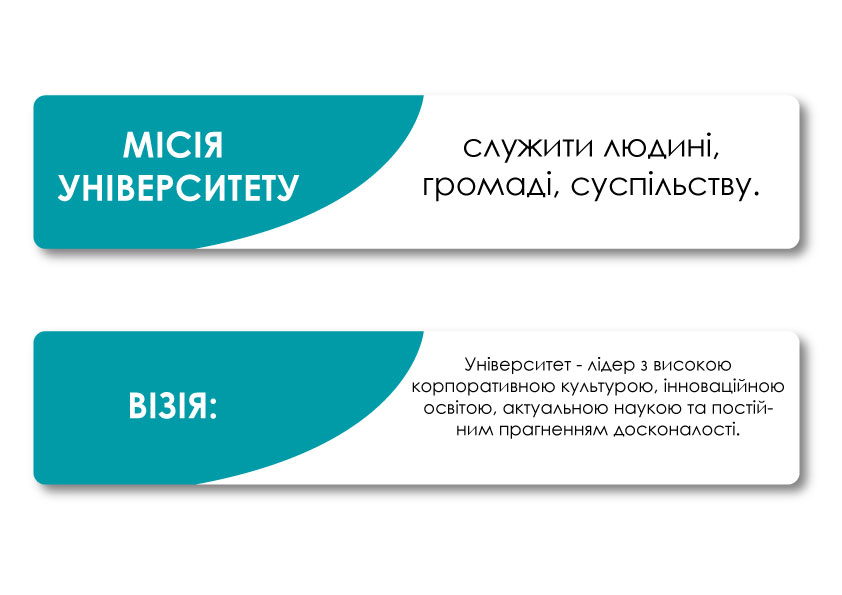 МІСІЯ
УНІВЕРСИТЕТУ
служити людині,
громаді, суспільству.
ВІЗІЯ:
Університет - лідер з високою
корпоративною культурою, інноваційною
освітою, актуальною наукою та постій-
ним прагненням досконалості.